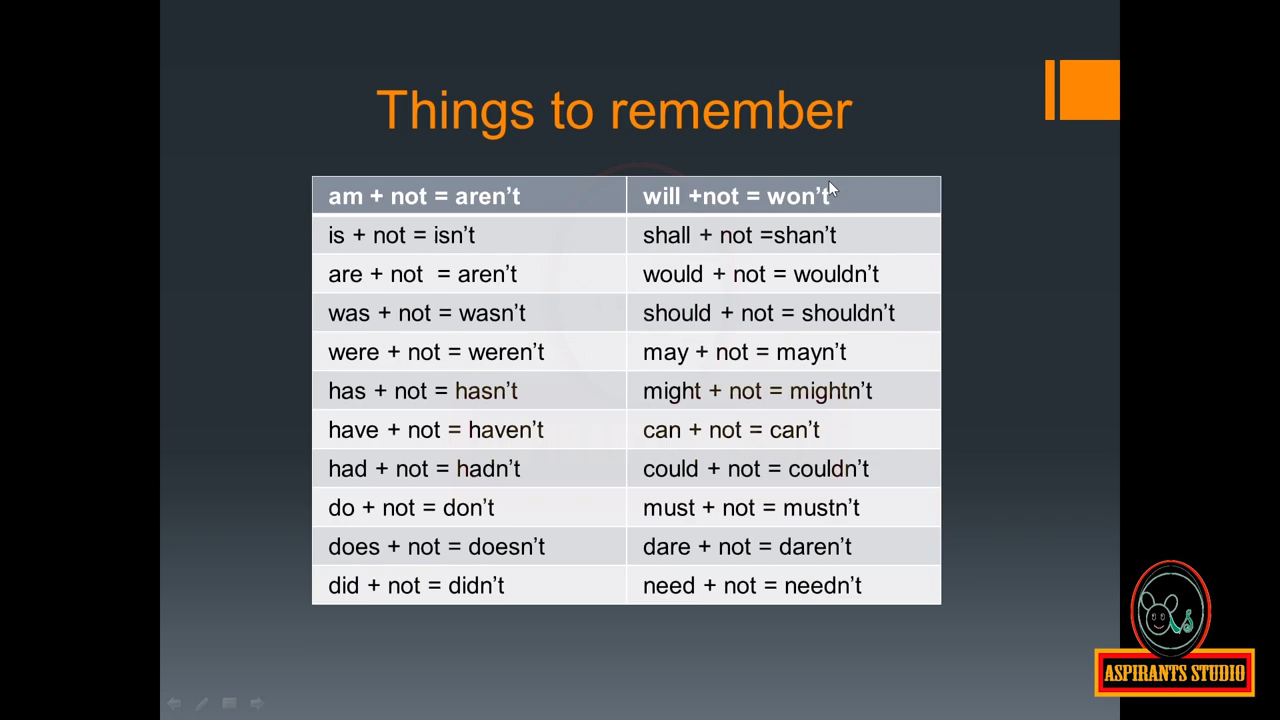 Things to remember
am + not = aren’t will +not = won’t
is + not = isn’t shall + not =shan’t
are + not = aren’t would + not = wouldn’t
was + not = wasn’t should + not = shouldn’t
were + not = weren’t may + not = mayn’t
has + not = hasn’t might + not = mightn’t
have + not = haven’t can + not = can’t
had + not = hadn’t could + not = couldn’t
do + not = don’t must + not = mustn’t
does + not = doesn’t dare + not = daren’t
did + not = didn’t need + not = needn’t
ASPIRANTS STUDIO